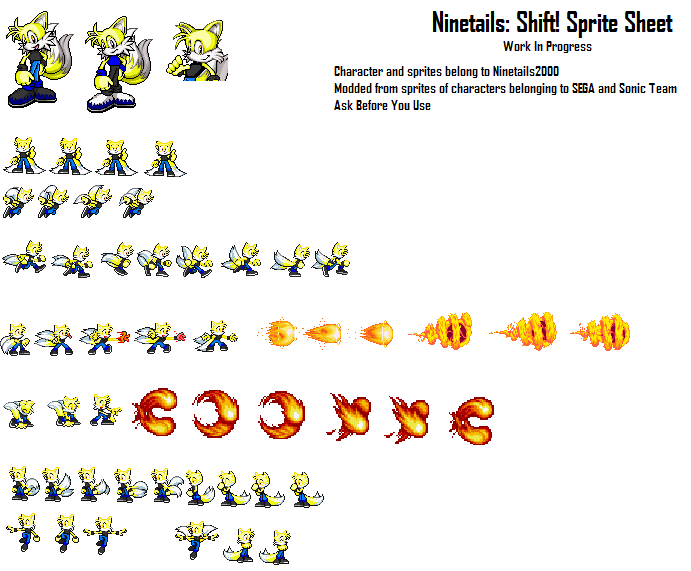 Ninetails: Shift! Sprite Sheet
Work In Progress
Character and sprites belong to Ninetails2000
Modded from sprites of characters belonging to SEGA and Sonic Team
Ask Before You Use